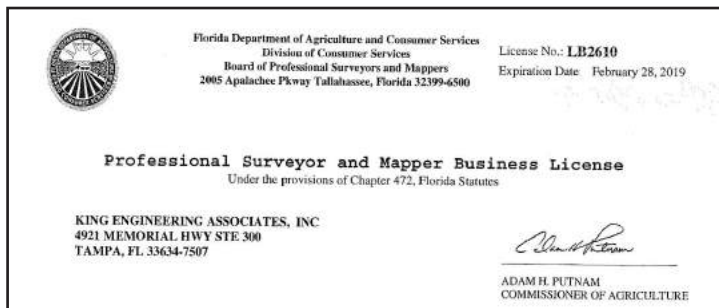 Florida Department of Agriculture and Consumer Services
Division of Consumer Services
Board of Professional Surveyors and Mappers
2005 Apalachee Pkway Tallahassee, Florida 32399-6500
License No.: LB2610
Expiration Date February 28, 2019
Professional Surveyor and Mapper Business License
Under the provisions of Chapter 472, Florida Statutes
KING ENGINEERING ASSOCIATES, INC
4921 MEMORIAL HWY STE 300
TAMPA, FL 33634-7507
Adam H. Putnam
ADAM H. PUTNAM
COMMISSIONER OF AGRICULTURE